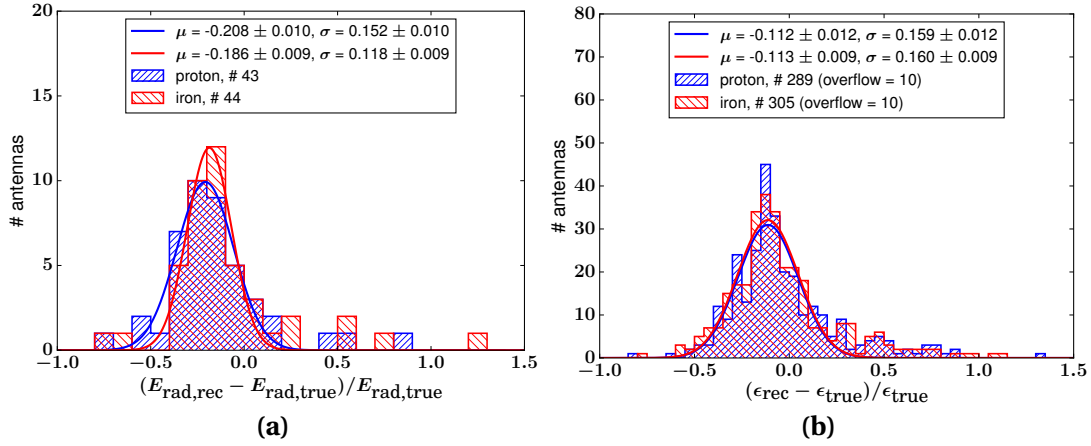 20
15
10
5
0
# antennas
μ = -0.208 ± 0.010, σ = 0.152 ± 0.010
μ = -0.186 ± 0.009, σ = 0.118 ± 0.009
proton, # 43
iron, # 44
−1.0 −0.5 0.0 0.5 1.0 1.5
(E_rad,rec − E_rad,true)/E_rad,true
(a)
80
70
60
50
40
30
20
10
0
# antennas
μ = -0.112 ± 0.012, σ = 0.159 ± 0.012
μ = -0.113 ± 0.009, σ = 0.160 ± 0.009
proton, # 289 (overflow = 10)
iron, # 305 (overflow = 10)
−1.0 −0.5 0.0 0.5 1.0 1.5
(ϵ_rec − ϵ_true)/ϵ_true
(b)